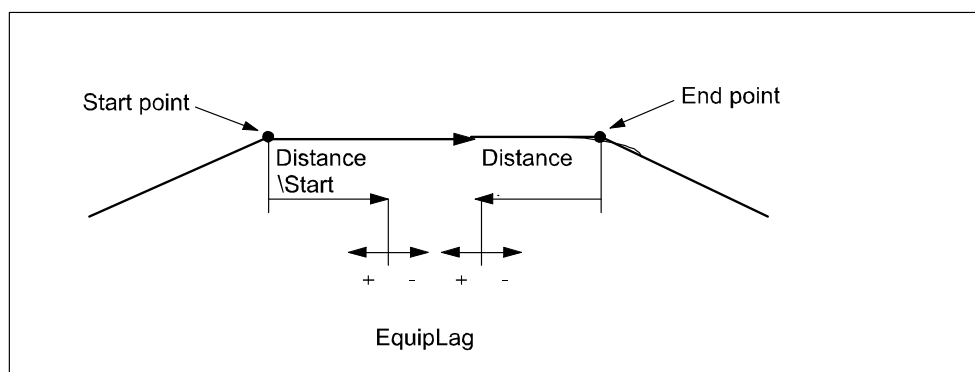 Start point
End point
Distance
\Start
Distance
+ - + -
EquipLag